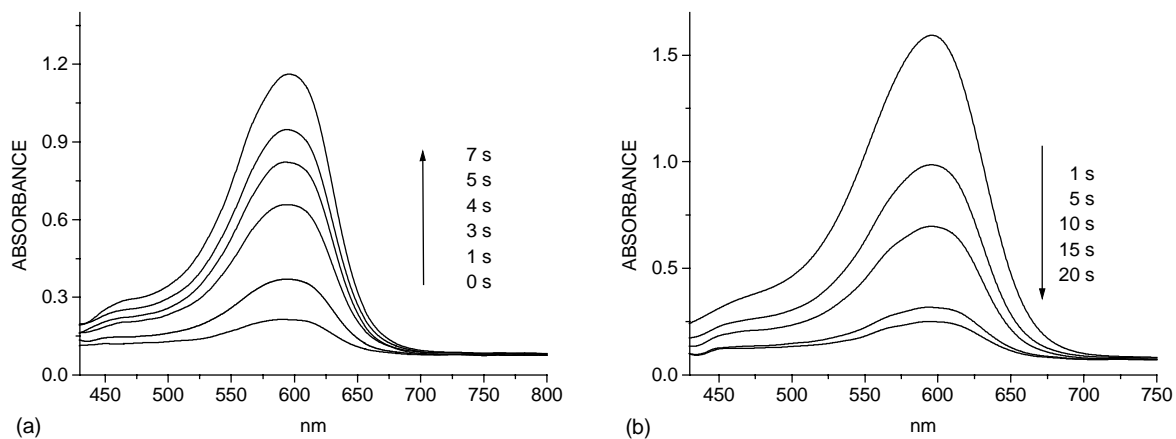 ABSORBANCE
1.2
0.9
0.6
0.3
0.0
7 s
5 s
4 s
3 s
1 s
0 s
450 500 550 600 650 700 750 800
nm
(a)
ABSORBANCE
1.5
1.0
0.5
0.0
1 s
5 s
10 s
15 s
20 s
450 500 550 600 650 700 750
nm
(b)